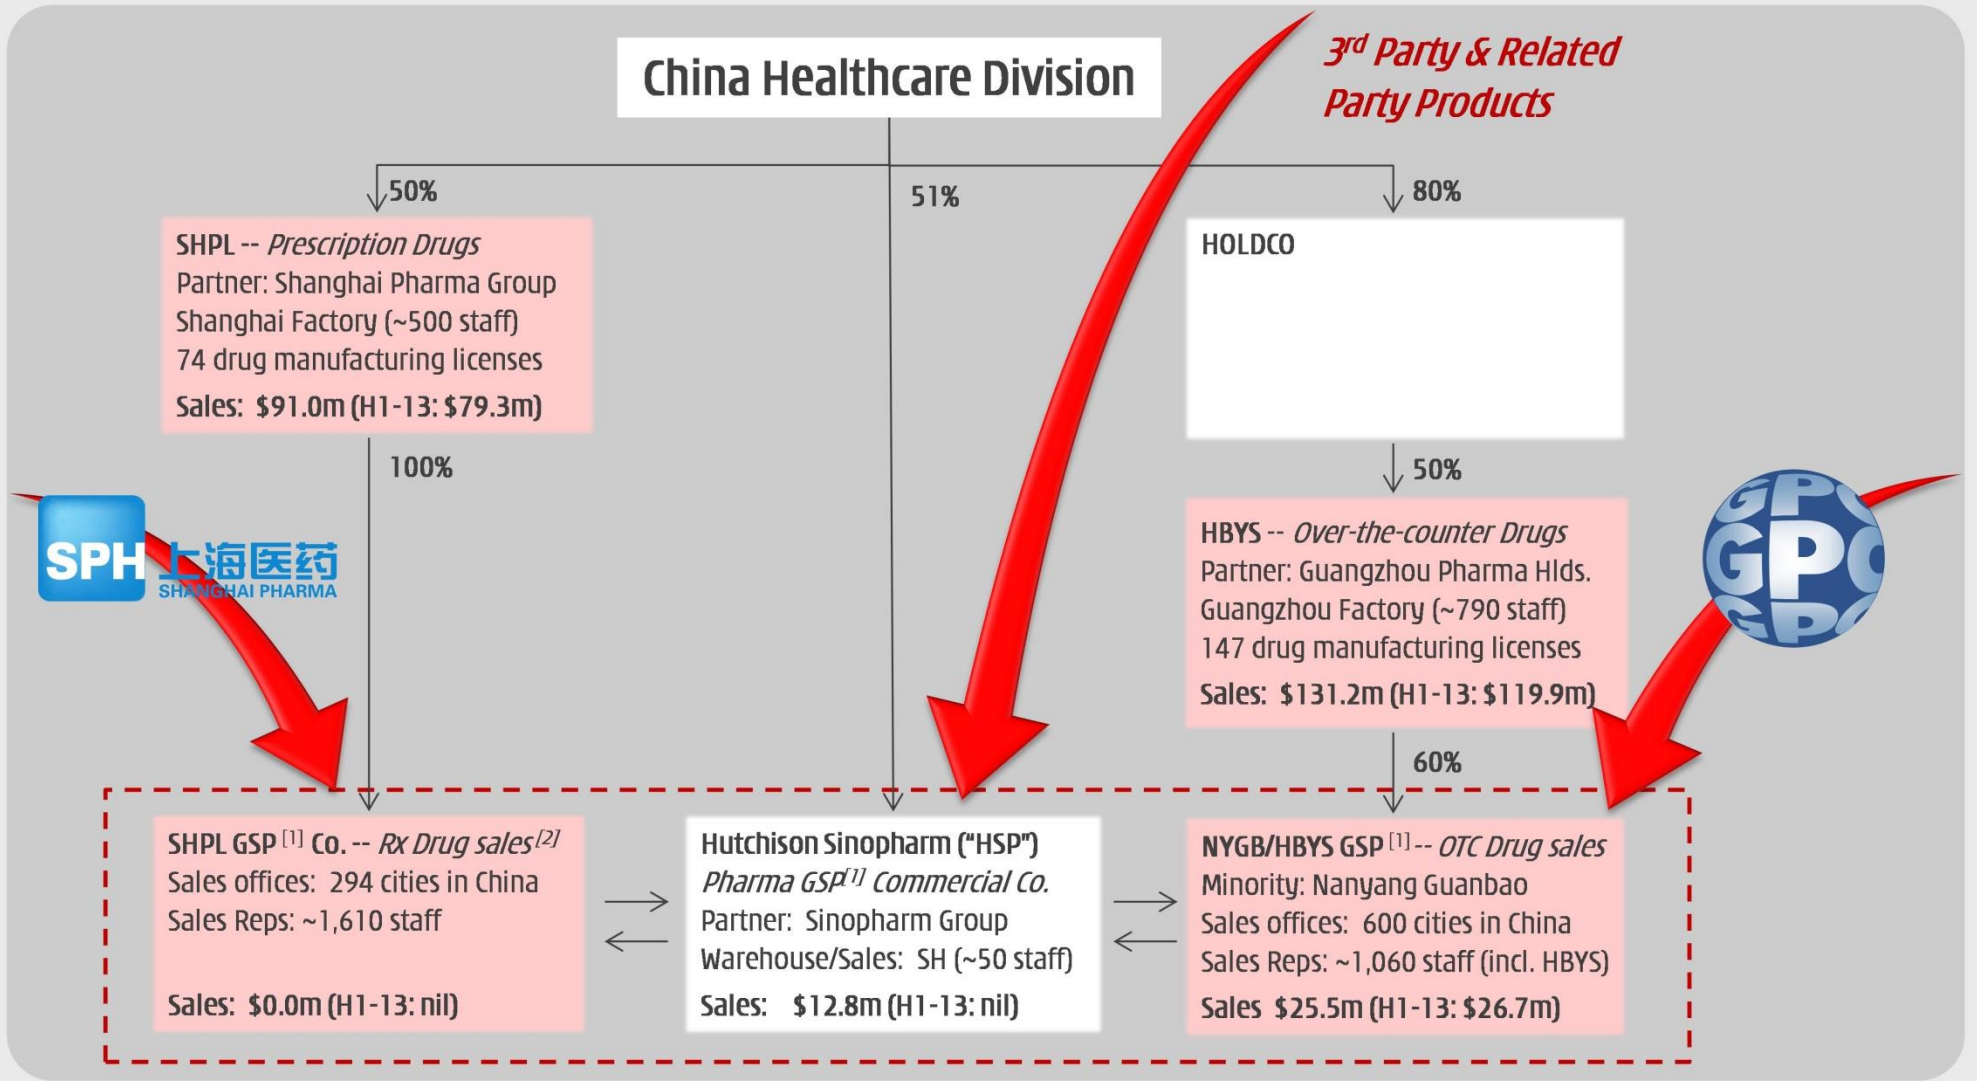 China Healthcare Division
3rd Party & Related
Party Products
50%
51%
80%
SHPL -- Prescription Drugs
Partner: Shanghai Pharma Group
Shanghai Factory (~500 staff)
74 drug manufacturing licenses
Sales: $91.0m (H1-13: $79.3m)
HOLDCO
100%
50%
SPH 上海医药
SHANGHAI PHARMA
GPC
HBYS -- Over-the-counter Drugs
Partner: Guangzhou Pharma Hlds.
Guangzhou Factory (~790 staff)
147 drug manufacturing licenses
Sales: $131.2m (H1-13: $119.9m)
60%
SHPL GSP [1] Co. -- Rx Drug sales [2]
Sales offices: 294 cities in China
Sales Reps: ~1,610 staff
Sales: $0.0m (H1-13: nil)
Hutchison Sinopharm ("HSP")
Pharma GSP[1] Commercial Co.
Partner: Sinopharm Group
Warehouse/Sales: SH (~50 staff)
Sales: $12.8m (H1-13: nil)
NYGB/HBYS GSP [1] -- OTC Drug sales
Minority: Nanyang Guanbao
Sales offices: 600 cities in China
Sales Reps: ~1,060 staff (incl. HBYS)
Sales $25.5m (H1-13: $26.7m)